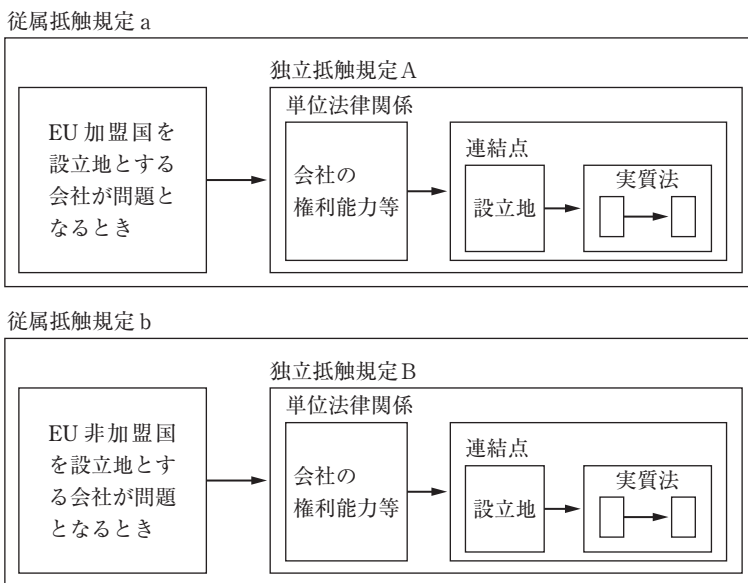 従属抵触規定 a
独立抵触規定 A
単位法律関係
EU 加盟国を
設立地とする
会社が問題と
なるとき
会社の
権利能力等
連結点
設立地
実質法
従属抵触規定 b
独立抵触規定 B
単位法律関係
EU 非加盟国
を設立地とす
る会社が問題
となるとき
会社の
権利能力等
連結点
設立地
実質法